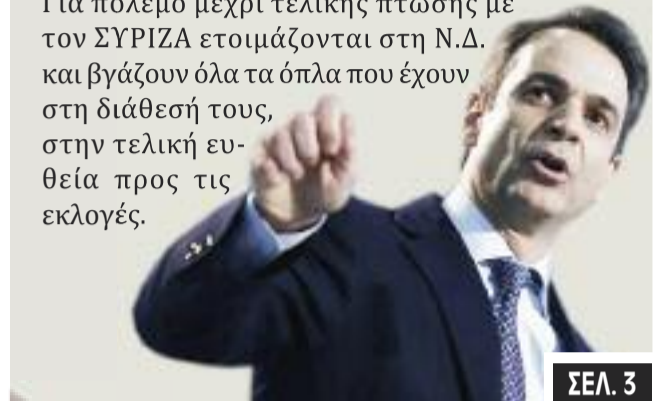 Για πόλεμο μέχρι τελικής πτώσης με
τον ΣΥΡΙΖΑ ετοιμάζονται στη Ν.Δ.
και βγάζουν όλα τα όπλα που έχουν
στη διάθεσή τους,
στην τελική ευ-
θεία προς τις
εκλογές.
ΣΕΛ. 3